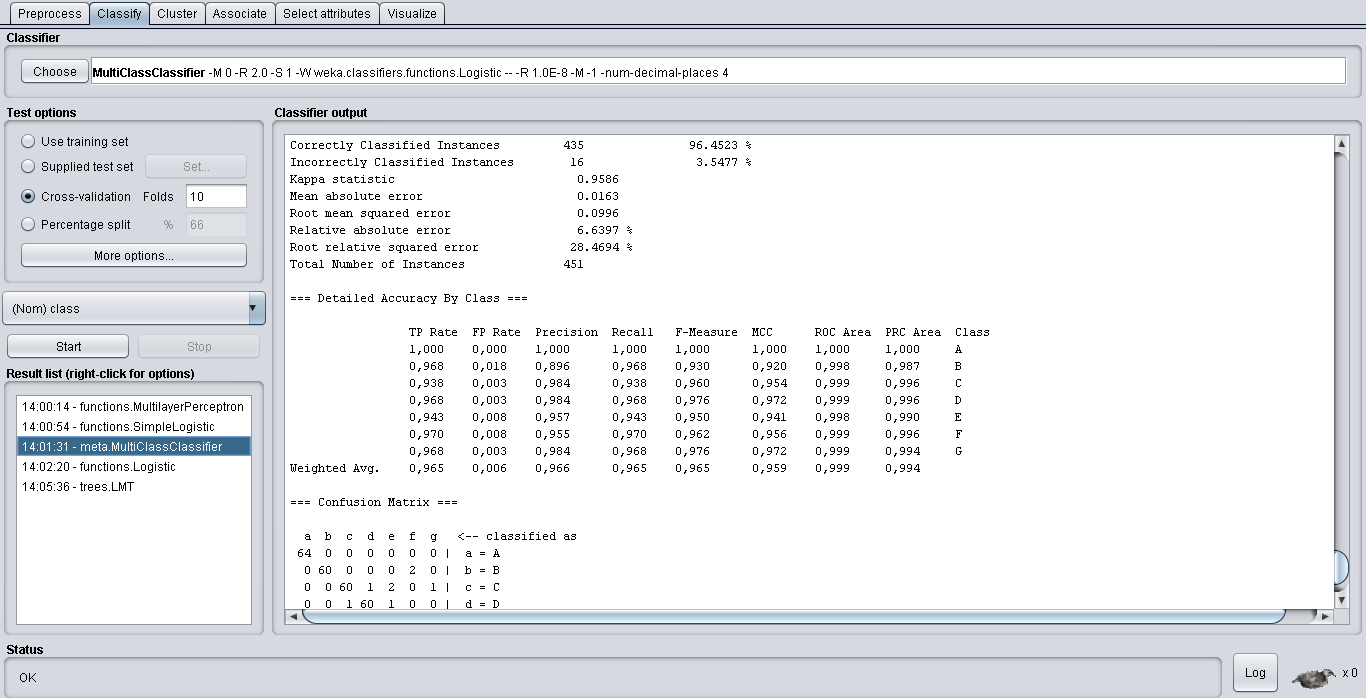 Preprocess Classify Cluster Associate Select attributes Visualize
Classifier
Choose MultiClassClassifier -M 0 -R 2.0 -S 1 -W weka.classifiers.functions.Logistic -- -R 1.0E-8 -M -1 -num-decimal-places 4
Test options
Use training set
Supplied test set Set...
Cross-validation Folds 10
Percentage split % 66
More options...
(Nom) class
Start Stop
Result list (right-click for options)
14:00:14 - functions.MultilayerPerceptron
14:00:54 - functions.SimpleLogistic
14:01:31 - meta.MultiClassClassifier
14:02:20 - functions.Logistic
14:05:36 - trees.LMT
Classifier output
Correctly Classified Instances 435 96.4523 %
Incorrectly Classified Instances 16 3.5477 %
Kappa statistic 0.9586
Mean absolute error 0.0163
Root mean squared error 0.0996
Relative absolute error 6.6397 %
Root relative squared error 28.4694 %
Total Number of Instances 451
=== Detailed Accuracy By Class ===
TP Rate FP Rate Precision Recall F-Measure MCC ROC Area PRC Area Class
1,000 0,000 1,000 1,000 1,000 1,000 1,000 1,000 A
0,968 0,018 0,896 0,968 0,930 0,920 0,998 0,987 B
0,938 0,003 0,984 0,938 0,960 0,954 0,999 0,996 C
0,968 0,003 0,984 0,968 0,976 0,972 0,999 0,996 D
0,943 0,008 0,957 0,943 0,950 0,941 0,998 0,990 E
0,970 0,008 0,955 0,970 0,962 0,956 0,999 0,996 F
0,968 0,003 0,984 0,968 0,976 0,972 0,999 0,994 G
Weighted Avg. 0,965 0,006 0,966 0,965 0,965 0,959 0,999 0,994
=== Confusion Matrix ===
a b c d e f g <-- classified as
64 0 0 0 0 0 0 | a = A
0 60 0 0 0 2 0 | b = B
0 0 60 1 2 0 1 | c = C
0 0 1 60 1 0 0 | d = D
Status
OK
Log x 0